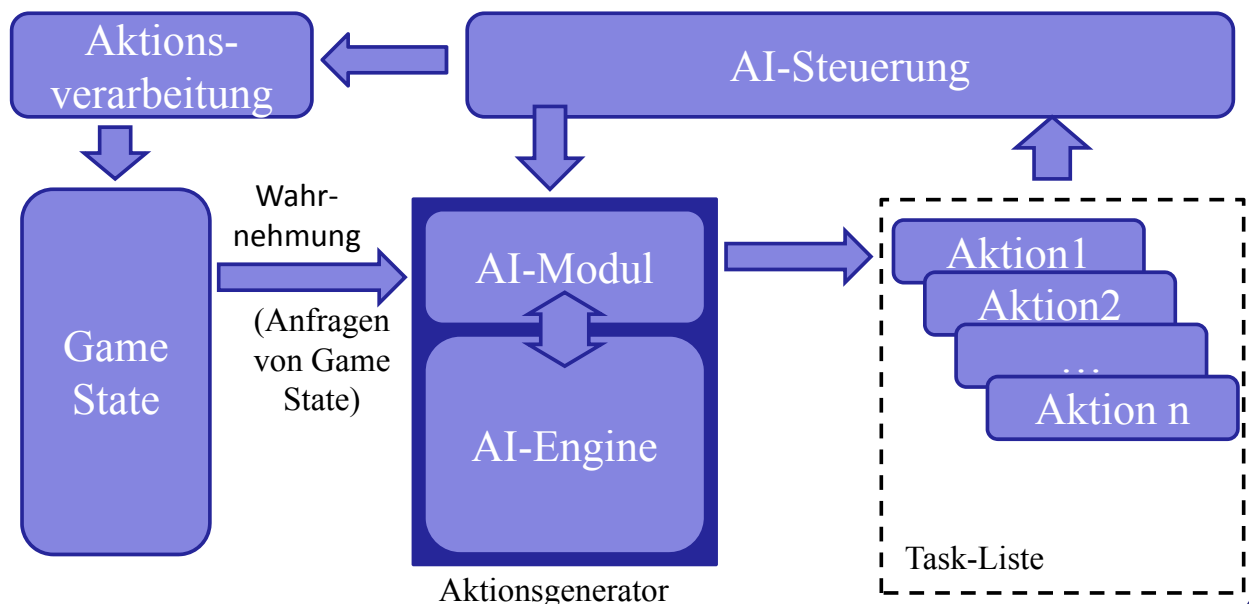 Aktions-
verarbeitung
AI-Steuerung
Wahr-
nehmung
(Anfragen
von Game
State)
Game
State
AI-Modul
AI-Engine
Aktionsgenerator
Aktion1
Aktion2
...
Aktion n
Task-Liste